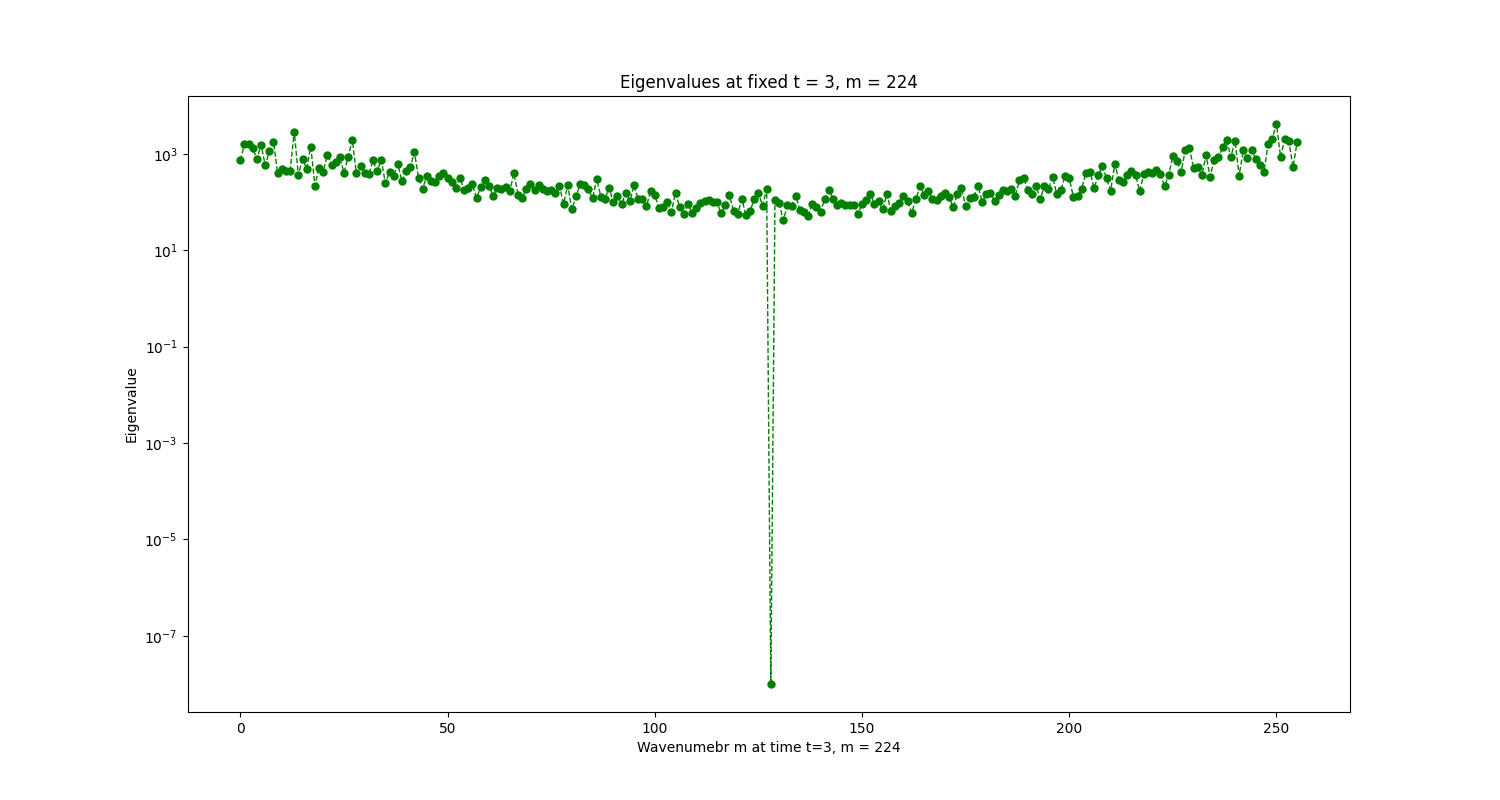 Eigenvalues at fixed t = 3, m = 224
Eigenvalue
10^3
10^1
10^−1
10^−3
10^−5
10^−7
0 50 100 150 200 250
Wavenumebr m at time t=3, m = 224